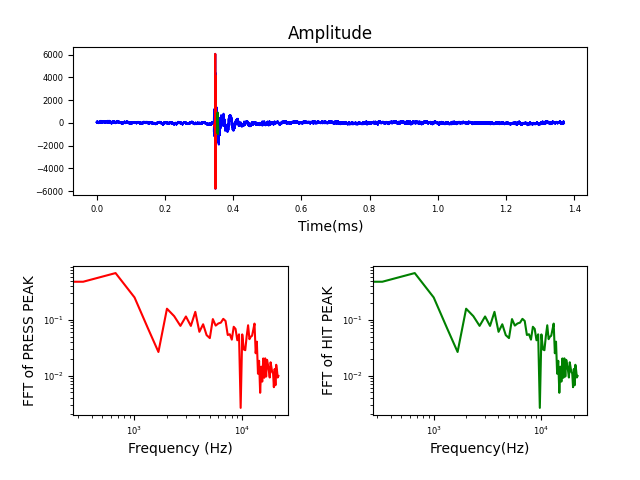 Amplitude
6000
4000
2000
0
−2000
−4000
−6000
0.0 0.2 0.4 0.6 0.8 1.0 1.2 1.4
Time(ms)
FFT of PRESS PEAK
10⁻¹
10⁻²
10³ 10⁴
Frequency (Hz)
FFT of HIT PEAK
10⁻¹
10⁻²
10³ 10⁴
Frequency(Hz)